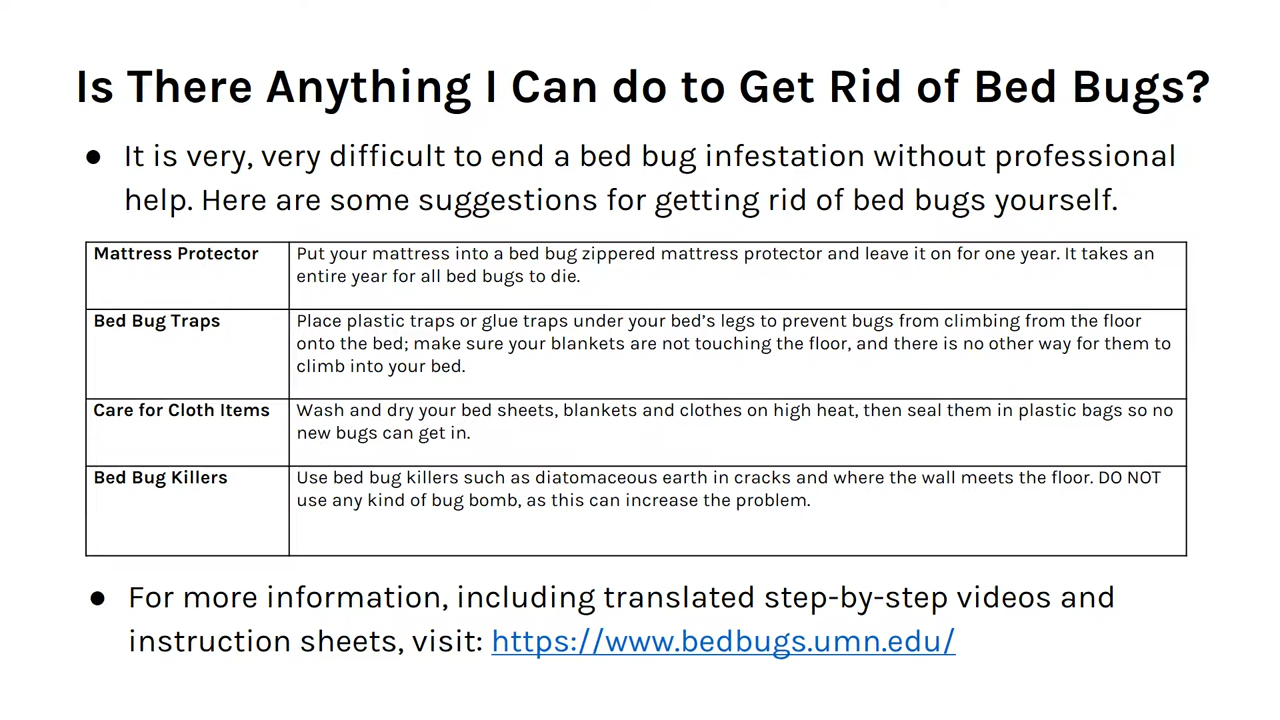 Is There Anything I Can do to Get Rid of Bed Bugs?
● It is very, very difficult to end a bed bug infestation without professional
help. Here are some suggestions for getting rid of bed bugs yourself.
Mattress Protector
Put your mattress into a bed bug zippered mattress protector and leave it on for one year. It takes an
entire year for all bed bugs to die.
Bed Bug Traps
Place plastic traps or glue traps under your bed's legs to prevent bugs from climbing from the floor
onto the bed; make sure your blankets are not touching the floor, and there is no other way for them to
climb into your bed.
Care for Cloth Items
Wash and dry your bed sheets, blankets and clothes on high heat, then seal them in plastic bags so no
new bugs can get in.
Bed Bug Killers
Use bed bug killers such as diatomaceous earth in cracks and where the wall meets the floor. DO NOT
use any kind of bug bomb, as this can increase the problem.
● For more information, including translated step-by-step videos and
instruction sheets, visit: https://www.bedbugs.umn.edu/